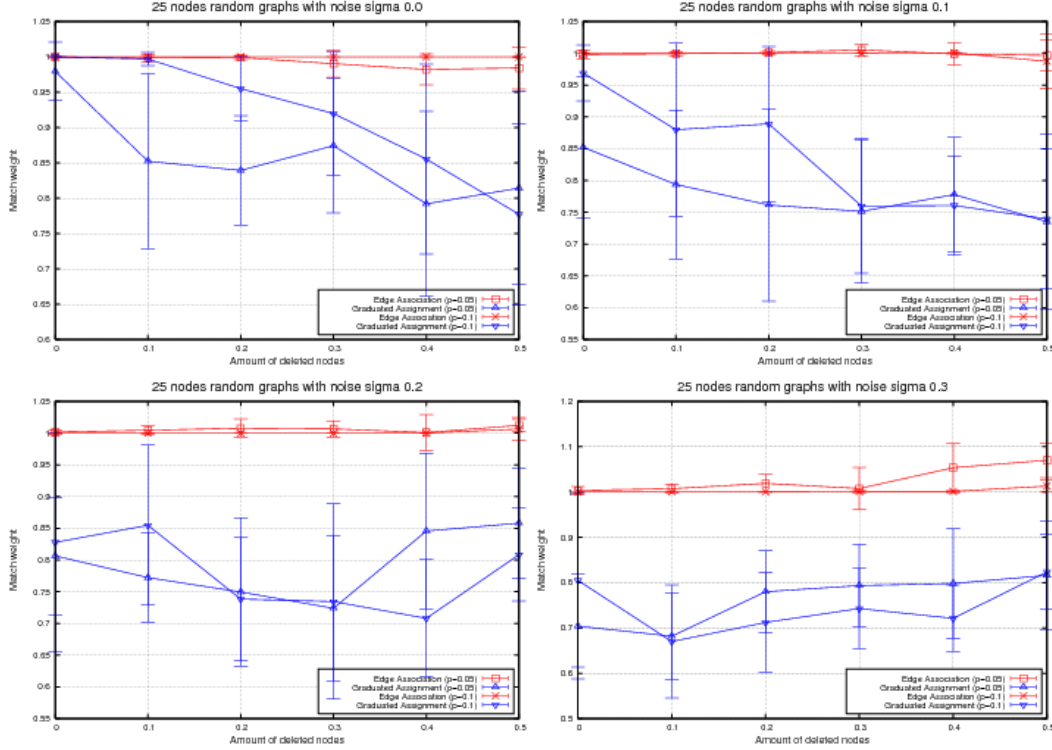 25 nodes random graphs with noise sigma 0.0
1.05
1
0.95
0.9
0.85
0.8
0.75
0.7
0.65
0.6
Matchweight
Edge Association (p=0.05)
Graduated Assignment (p=0.05)
Edge Association (p=0.1)
Graduated Assignment (p=0.1)
0 0.1 0.2 0.3 0.4 0.5
Amount of deleted nodes
25 nodes random graphs with noise sigma 0.1
1.05
1
0.95
0.9
0.85
0.8
0.75
0.7
0.65
0.6
0.55
Matchweight
Edge Association (p=0.05)
Graduated Assignment (p=0.05)
Edge Association (p=0.1)
Graduated Assignment (p=0.1)
0 0.1 0.2 0.3 0.4 0.5
Amount of deleted nodes
25 nodes random graphs with noise sigma 0.2
1.05
1
0.95
0.9
0.85
0.8
0.75
0.7
0.65
0.6
0.55
Matchweight
Edge Association (p=0.05)
Graduated Assignment (p=0.05)
Edge Association (p=0.1)
Graduated Assignment (p=0.1)
0 0.1 0.2 0.3 0.4 0.5
Amount of deleted nodes
25 nodes random graphs with noise sigma 0.3
1.2
1.1
1
0.9
0.8
0.7
0.6
0.5
Matchweight
Edge Association (p=0.05)
Graduated Assignment (p=0.05)
Edge Association (p=0.1)
Graduated Assignment (p=0.1)
0 0.1 0.2 0.3 0.4 0.5
Amount of deleted nodes